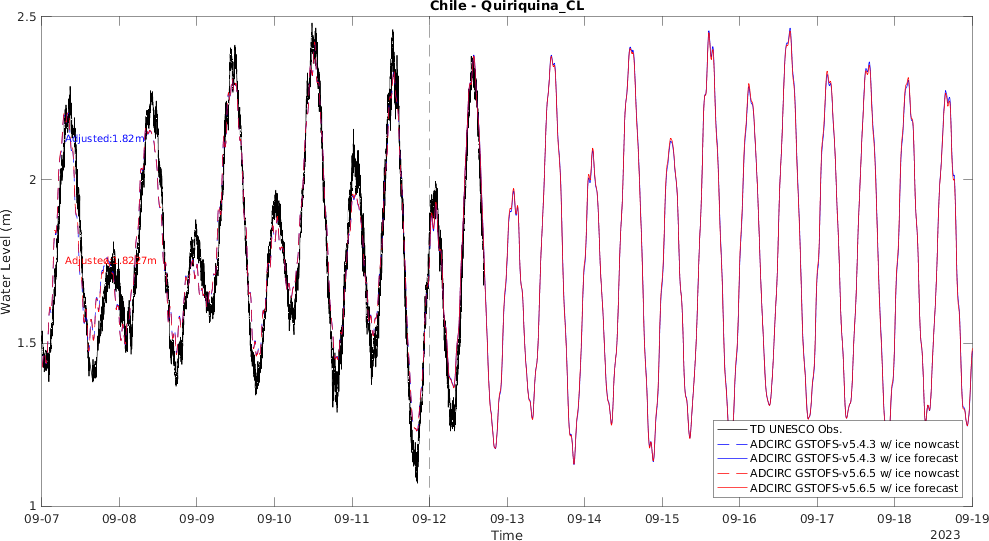 Chile - Quiriquina_CL
2.5
2
1.5
1
Water Level (m)
Adjusted:1.82m
TD UNESCO Obs.
ADCIRC GSTOFS-v5.4.3 w/ ice nowcast
ADCIRC GSTOFS-v5.4.3 w/ ice forecast
ADCIRC GSTOFS-v5.6.5 w/ ice nowcast
ADCIRC GSTOFS-v5.6.5 w/ ice forecast
09-07 09-08 09-09 09-10 09-11 09-12 09-13 09-14 09-15 09-16 09-17 09-18 09-19
Time
2023